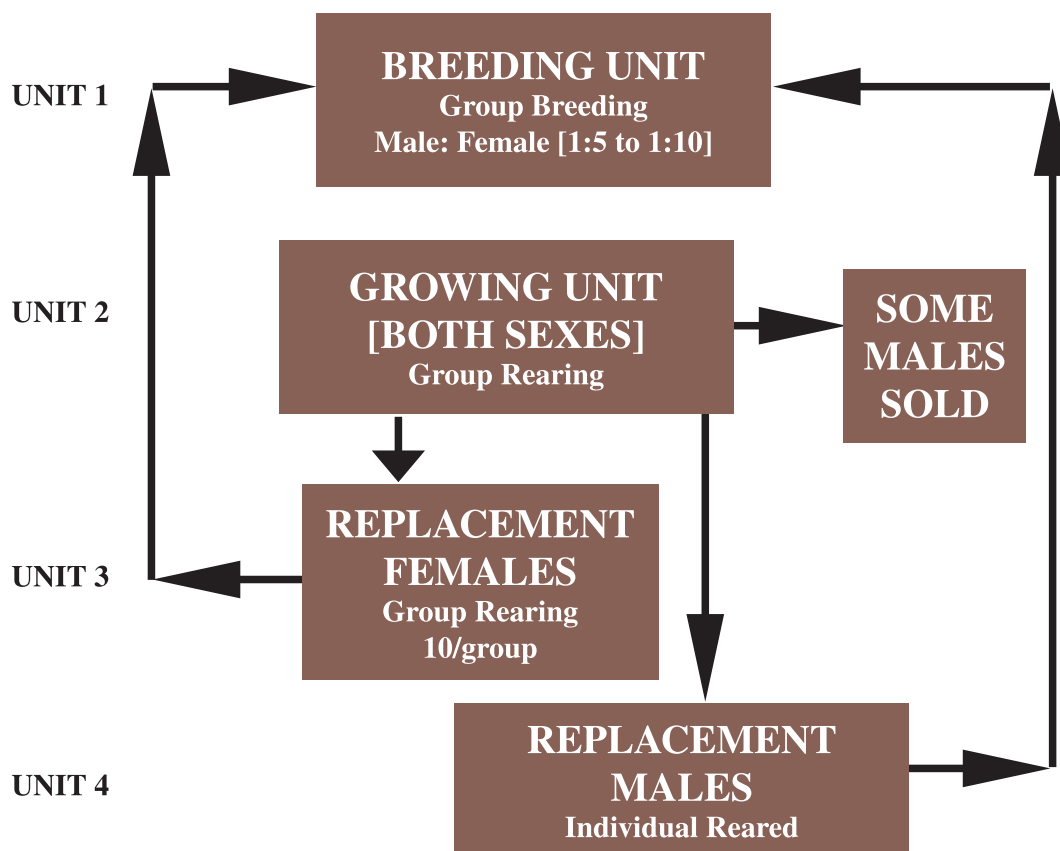 UNIT 1
BREEDING UNIT
Group Breeding
Male: Female [1:5 to 1:10]
UNIT 2
GROWING UNIT
[BOTH SEXES]
Group Rearing
SOME
MALES
SOLD
UNIT 3
REPLACEMENT
FEMALES
Group Rearing
10/group
UNIT 4
REPLACEMENT
MALES
Individual Reared